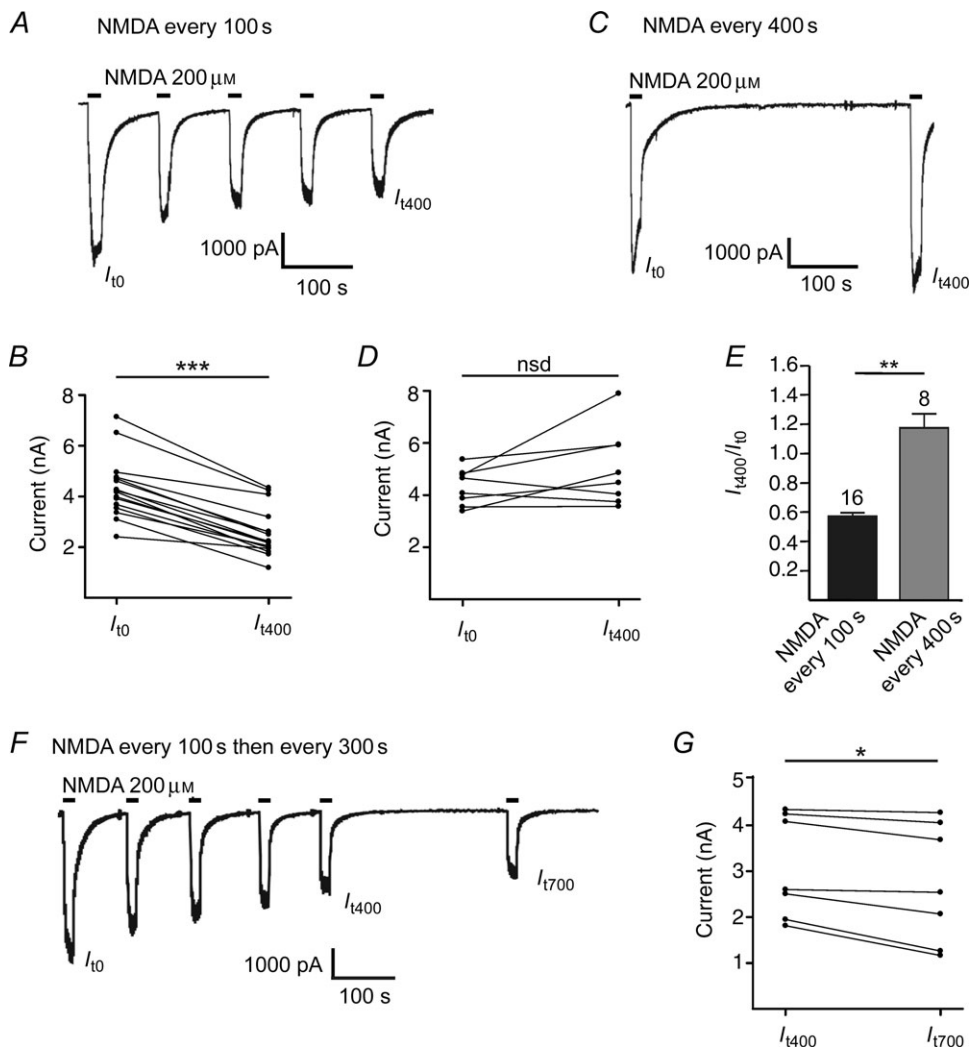 A NMDA every 100 s
NMDA 200 μM
It0
It400
1000 pA
100 s
C NMDA every 400 s
NMDA 200 μM
It0
It400
1000 pA
100 s
B
***
Current (nA)
8
6
4
2
It0
It400
D
nsd
Current (nA)
8
6
4
2
It0
It400
E
**
It400/It0
1.6
1.4
1.2
1.0
0.8
0.6
0.4
0.2
16
8
NMDA
every 100 s
NMDA
every 400 s
F NMDA every 100 s then every 300 s
NMDA 200 μM
It0
It400
It700
1000 pA
100 s
G
*
Current (nA)
5
4
3
2
1
It400
It700